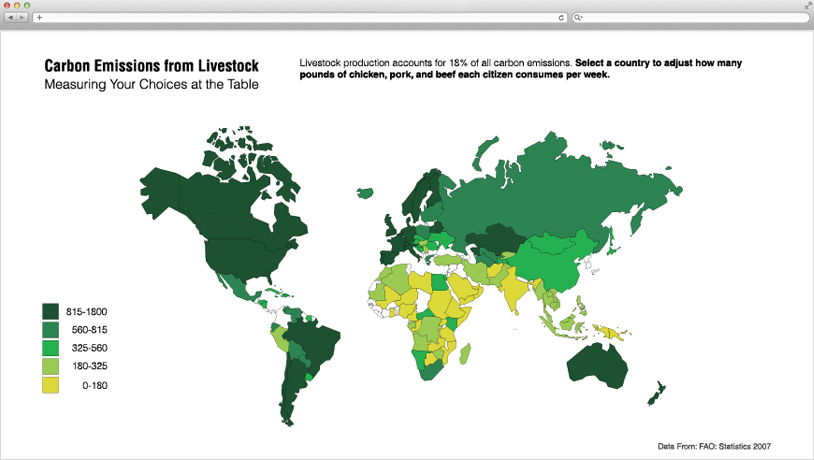 Carbon Emissions from Livestock
Measuring Your Choices at the Table
Livestock production accounts for 18% of all carbon emissions. Select a country to adjust how many
pounds of chicken, pork, and beef each citizen consumes per week.
815-1800
560-815
325-560
180-325
0-180
Data From: FAO: Statistics 2007